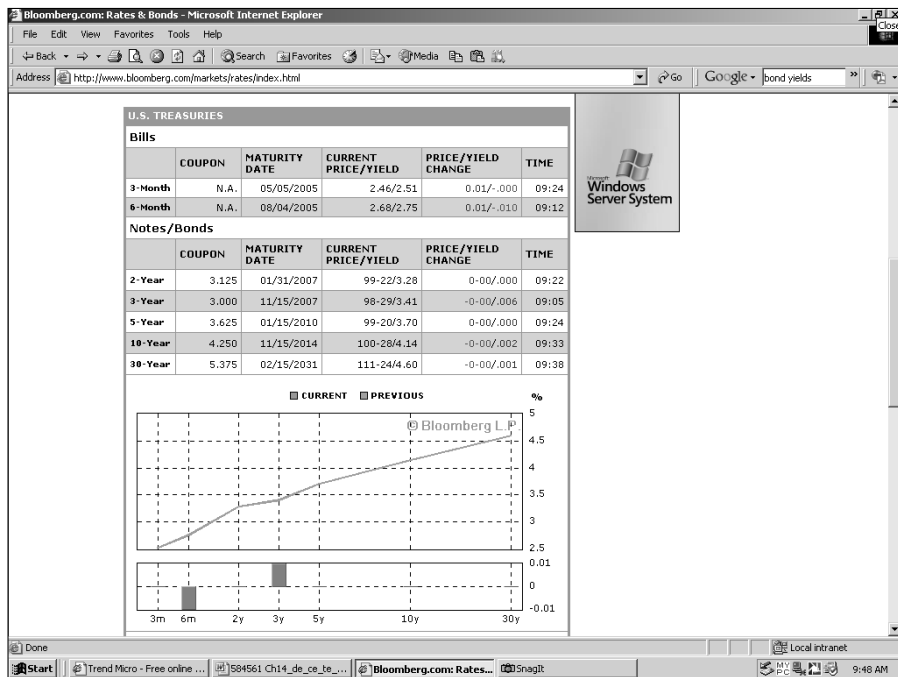 Bloomberg.com: Rates & Bonds - Microsoft Internet Explorer
Close
File Edit View Favorites Tools Help
Back Search Favorites Media
Address http://www.bloomberg.com/markets/rates/index.html Go Google bond yields »
U.S. TREASURIES
Bills
COUPON MATURITY DATE CURRENT PRICE/YIELD PRICE/YIELD CHANGE TIME
3-Month N.A. 05/05/2005 2.46/2.51 0.01/-.000 09:24
6-Month N.A. 08/04/2005 2.68/2.75 0.01/-.010 09:12
Notes/Bonds
COUPON MATURITY DATE CURRENT PRICE/YIELD PRICE/YIELD CHANGE TIME
2-Year 3.125 01/31/2007 99-22/3.28 0-00/.000 09:22
3-Year 3.000 11/15/2007 98-29/3.41 -0-00/.006 09:05
5-Year 3.625 01/15/2010 99-20/3.70 0-00/.000 09:24
10-Year 4.250 11/15/2014 100-28/4.14 -0-00/.002 09:33
30-Year 5.375 02/15/2031 111-24/4.60 -0-00/.001 09:38
Microsoft
Windows
Server System
CURRENT PREVIOUS %
© Bloomberg L.P.
5
4.5
4
3.5
3
2.5
0.01
0
-0.01
3m 6m 2y 3y 5y 10y 30y
Done Local intranet
Start Trend Micro - Free online ... 584561 Ch14_de_ce_te_... Bloomberg.com: Rates... SnagIt MY PC 9:48 AM